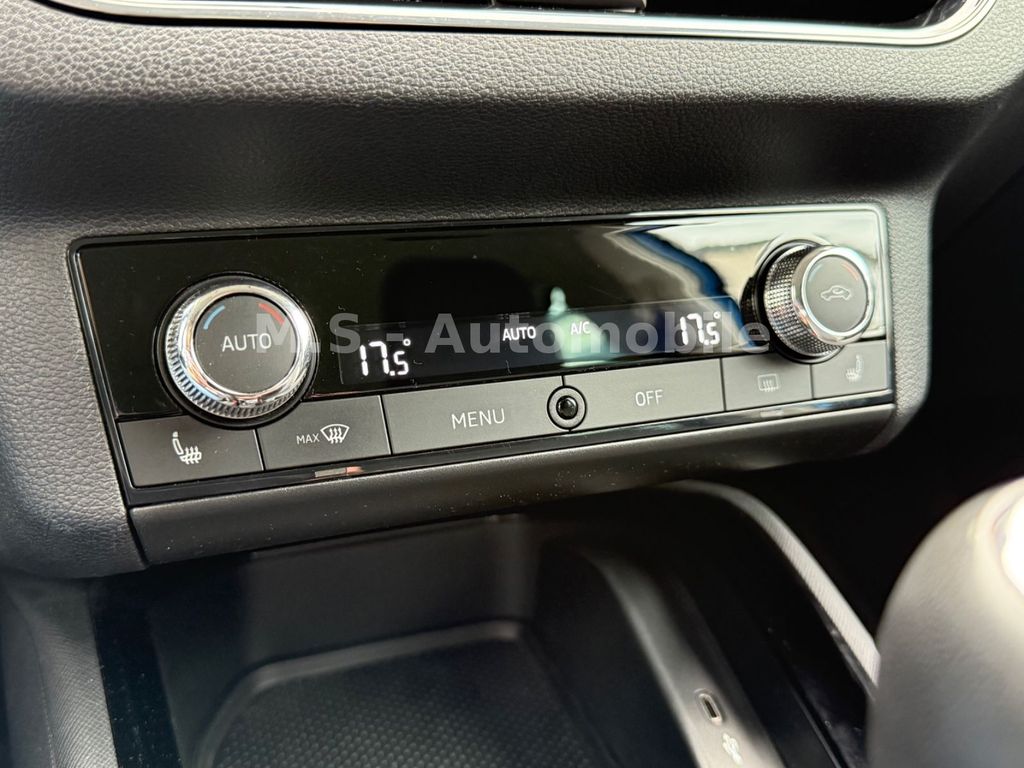 AUTO
17.5°
AUTO
A/C
17.5°
M.S.- Automobile
MAX
MENU
OFF